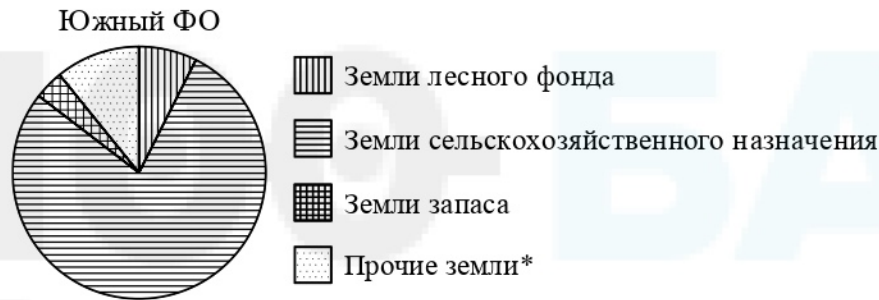 Южный ФО
Земли лесного фонда
Земли сельскохозяйственного назначения
Земли запаса
Прочие земли*